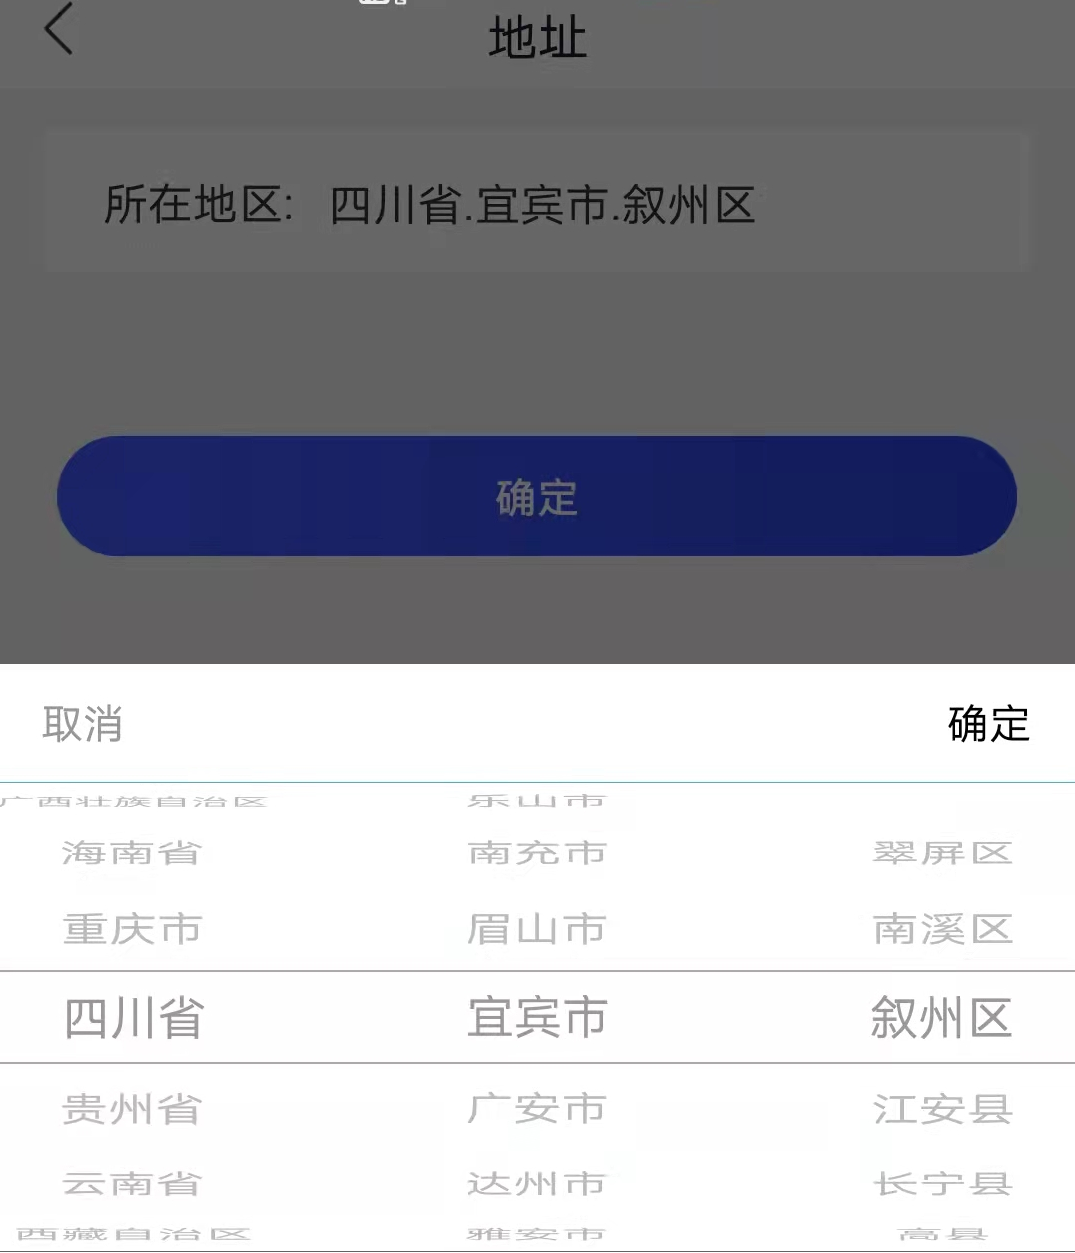 地址
所在地区: 四川省.宜宾市.叙州区
确定
取消 确定
广西壮族自治区 乐山市
海南省 南充市 翠屏区
重庆市 眉山市 南溪区
四川省 宜宾市 叙州区
贵州省 广安市 江安县
云南省 达州市 长宁县
西藏自治区 雅安市 高县